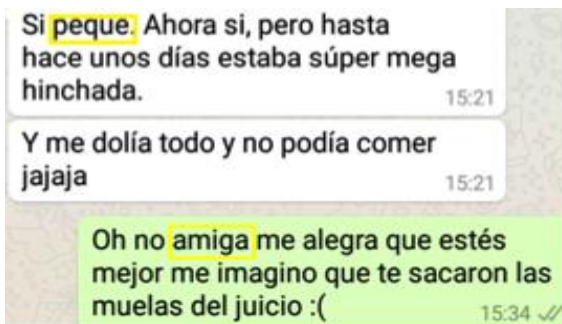 Si peque. Ahora si, pero hasta
hace unos días estaba súper mega
hinchada.
15:21
Y me dolía todo y no podía comer
jajaja
15:21
Oh no amiga me alegra que estés
mejor me imagino que te sacaron las
muelas del juicio :(
15:34